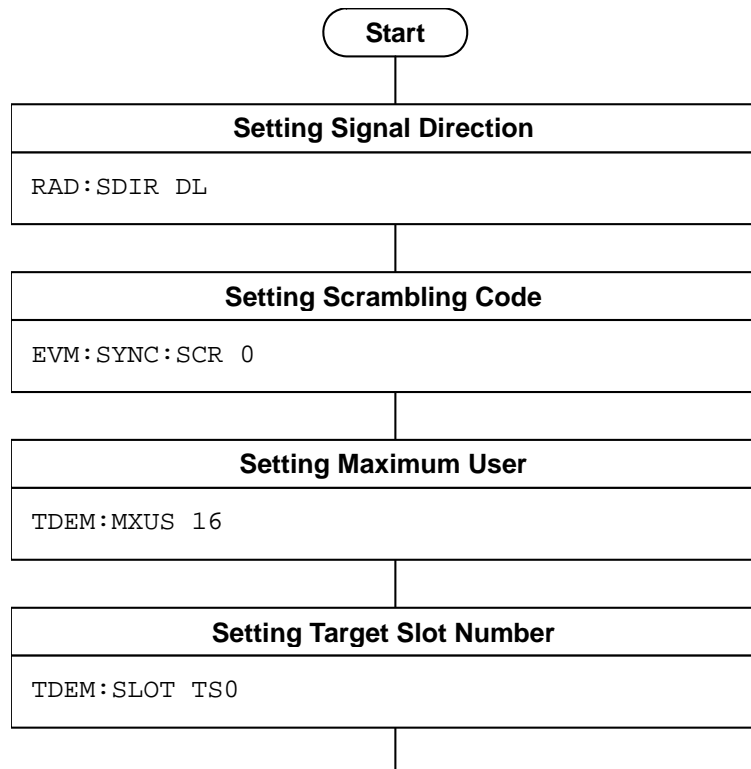 Start
Setting Signal Direction
RAD:SDIR DL
Setting Scrambling Code
EVM:SYNC:SCR 0
Setting Maximum User
TDEM:MXUS 16
Setting Target Slot Number
TDEM:SLOT TS0